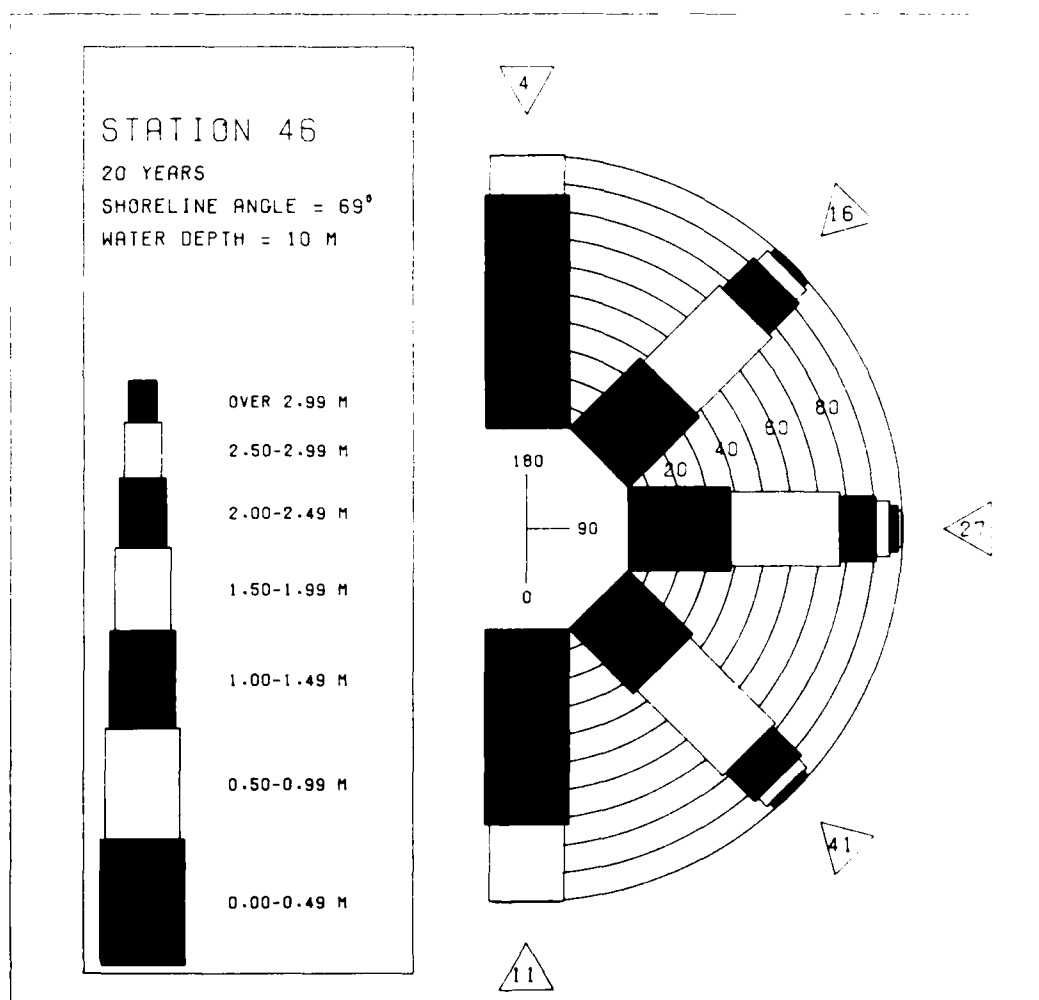 STATION 46
20 YEARS
SHORELINE ANGLE = 69°
WATER DEPTH = 10 M
OVER 2.99 M
2.50-2.99 M
2.00-2.49 M
1.50-1.99 M
1.00-1.49 M
0.50-0.99 M
0.00-0.49 M
4
16
80
60
40
20
180
90
0
27
41
11